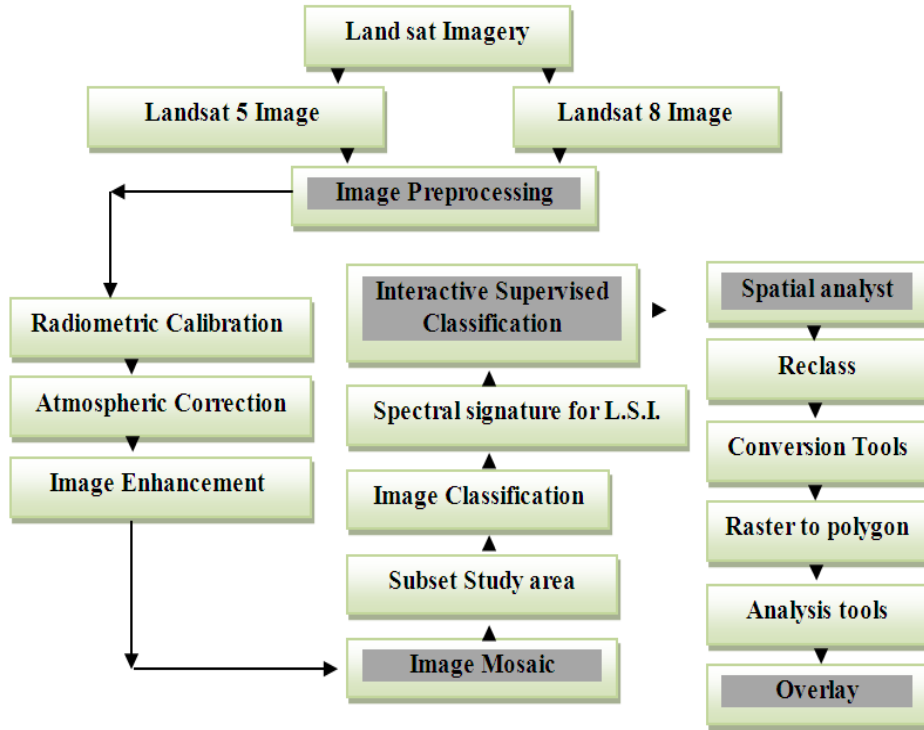 Land sat Imagery
Landsat 5 Image
Landsat 8 Image
Image Preprocessing
Radiometric Calibration
Atmospheric Correction
Image Enhancement
Interactive Supervised
Classification
Spectral signature for L.S.I.
Image Classification
Subset Study area
Image Mosaic
Spatial analyst
Reclass
Conversion Tools
Raster to polygon
Analysis tools
Overlay